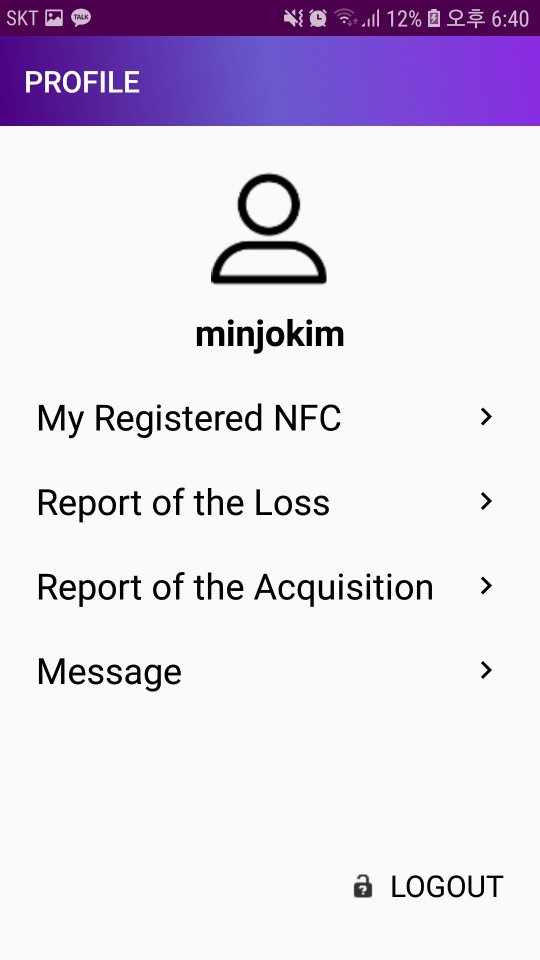 SKT TALK 12% 오후 6:40
PROFILE
minjokim
My Registered NFC
Report of the Loss
Report of the Acquisition
Message
LOGOUT